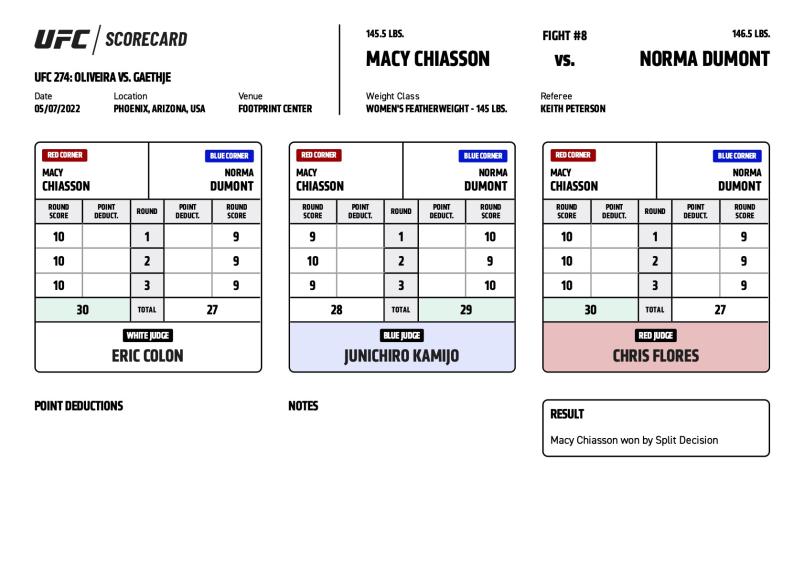 UFC / SCORECARD
UFC 274: OLIVEIRA VS. GAETHJE
Date Location Venue
05/07/2022 PHOENIX, ARIZONA, USA FOOTPRINT CENTER
145.5 LBS. FIGHT #8 146.5 LBS.
MACY CHIASSON VS. NORMA DUMONT
Weight Class Referee
WOMEN'S FEATHERWEIGHT - 145 LBS. KEITH PETERSON
RED CORNER BLUE CORNER
MACY NORMA
CHIASSON DUMONT
ROUND SCORE POINT DEDUCT. ROUND POINT DEDUCT. ROUND SCORE
10 1 9
10 2 9
10 3 9
30 TOTAL 27
WHITE JUDGE
ERIC COLON
RED CORNER BLUE CORNER
MACY NORMA
CHIASSON DUMONT
ROUND SCORE POINT DEDUCT. ROUND POINT DEDUCT. ROUND SCORE
9 1 10
10 2 9
9 3 10
28 TOTAL 29
BLUE JUDGE
JUNICHIRO KAMIJO
RED CORNER BLUE CORNER
MACY NORMA
CHIASSON DUMONT
ROUND SCORE POINT DEDUCT. ROUND POINT DEDUCT. ROUND SCORE
10 1 9
10 2 9
10 3 9
30 TOTAL 27
RED JUDGE
CHRIS FLORES
POINT DEDUCTIONS
NOTES
RESULT
Macy Chiasson won by Split Decision